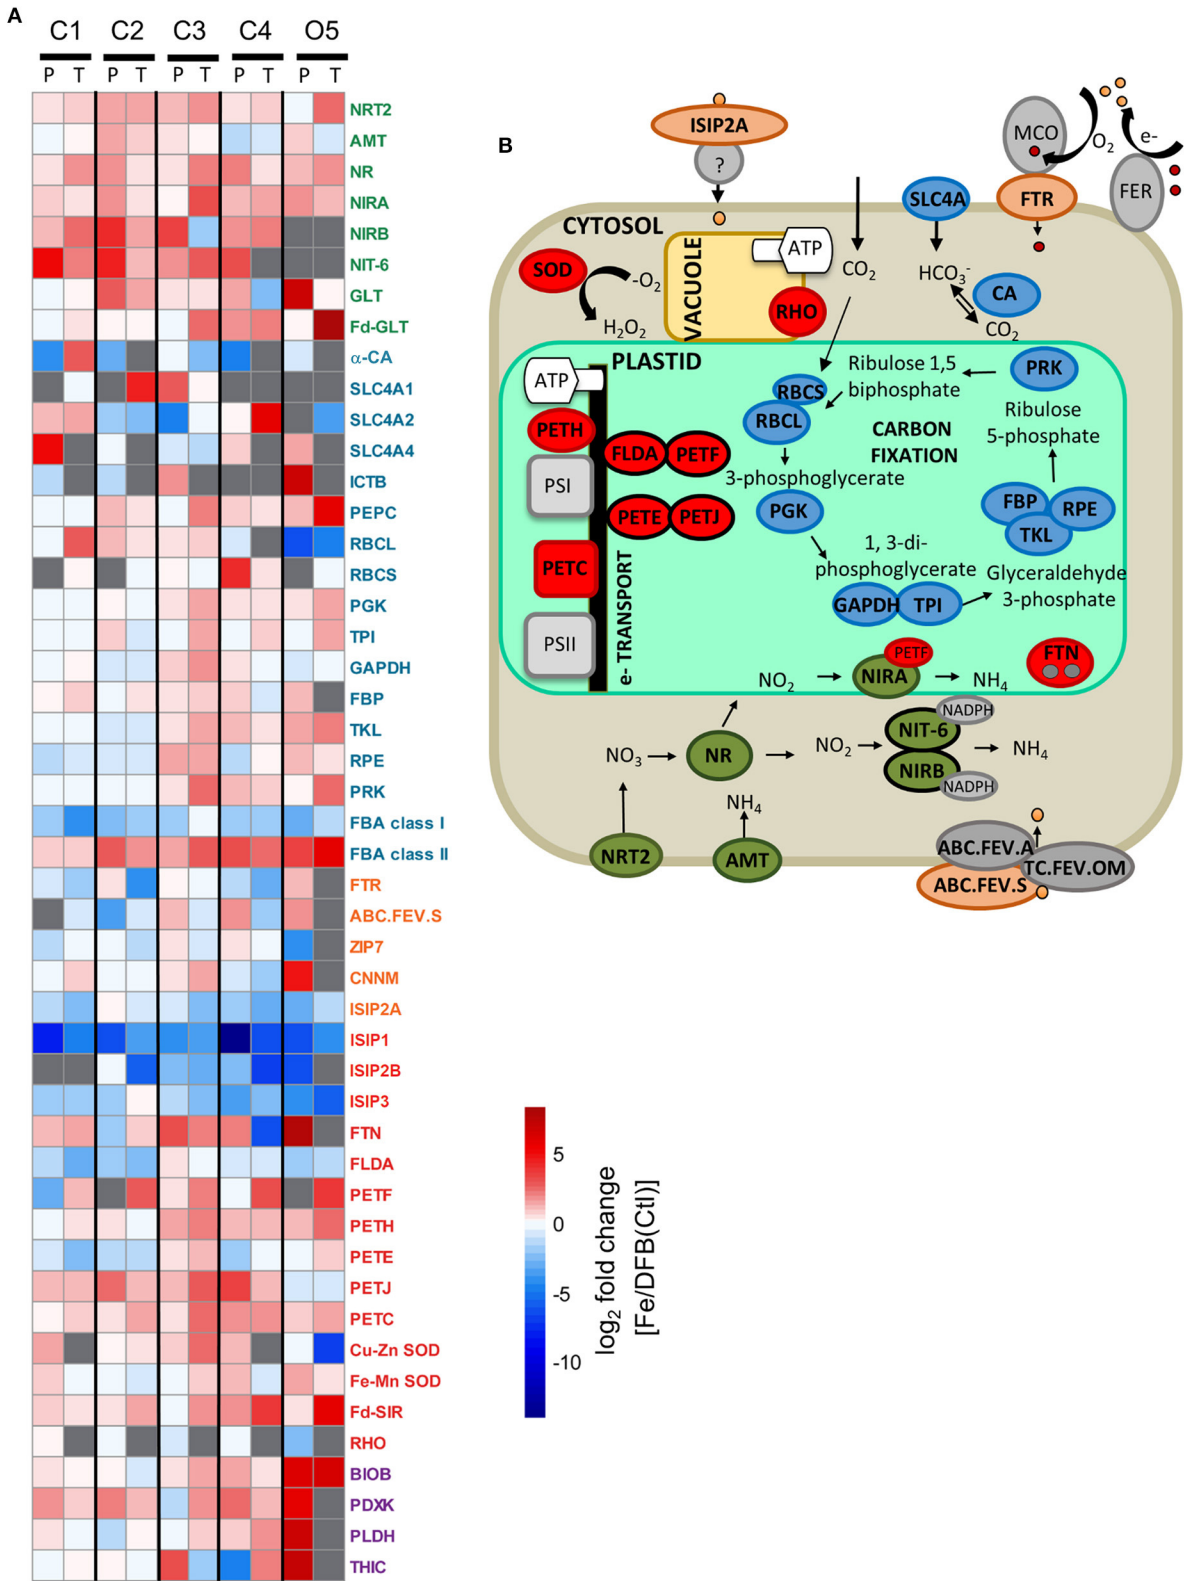 A
C1 C2 C3 C4 O5
P T P T P T P T P T
NRT2
AMT
NR
NIRA
NIRB
NIT-6
GLT
Fd-GLT
α-CA
SLC4A1
SLC4A2
SLC4A4
ICTB
PEPC
RBCL
RBCS
PGK
TPI
GAPDH
FBP
TKL
RPE
PRK
FBA class I
FBA class II
FTR
ABC.FEV.S
ZIP7
CNNM
ISIP2A
ISIP1
ISIP2B
ISIP3
FTN
FLDA
PETF
PETH
PETE
PETJ
PETC
Cu-Zn SOD
Fe-Mn SOD
Fd-SIR
RHO
BIOB
PDXK
PLDH
THIC
B
ISIP2A
?
MCO
O2
e-
FER
FTR
SLC4A
CYTOSOL
VACUOLE
ATP
RHO
SOD
-O2
H2O2
CO2
HCO3-
CA
CO2
PLASTID
ATP
PETH
PSI
PETC
PSII
e- TRANSPORT
FLDA PETF
PETE PETJ
RBCS
RBCL
Ribulose 1,5
biphosphate
PRK
Ribulose
5-phosphate
CARBON
FIXATION
3-phosphoglycerate
PGK
FBP
RPE
TKL
1, 3-di-
phosphoglycerate
Glyceraldehyde
3-phosphate
GAPDH TPI
PETF
NO2
NIRA
NH4
FTN
NADPH
NIT-6
NO3
NR
NO2
NH4
NIRB
NADPH
NH4
NRT2
AMT
ABC.FEV.A
TC.FEV.OM
ABC.FEV.S
5
0
-5
-10
log2 fold change
[Fe/DFB(Ctl)]